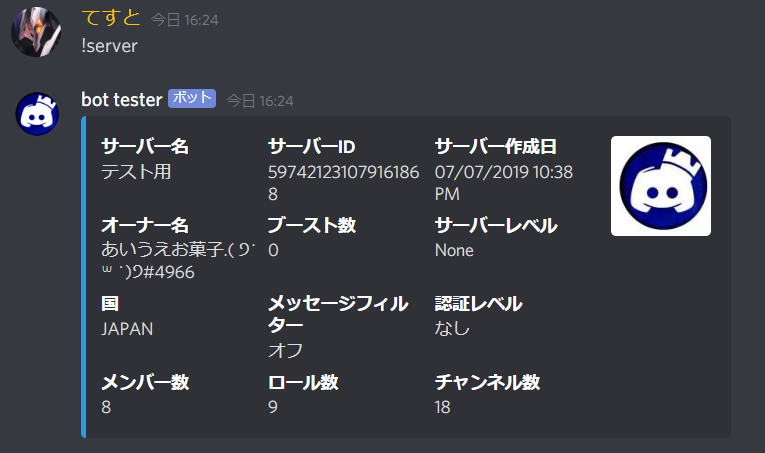 てすと 今日 16:24
!server
bot tester ボット 今日 16:24
サーバー名 サーバーID サーバー作成日
テスト用 59742123107916186 07/07/2019 10:38
8 PM
オーナー名 ブースト数 サーバーレベル
あいうえお菓子.( ੭˙ 0 None
꒳ ˙)੭#4966
国 メッセージフィル 認証レベル
ター
JAPAN なし
オフ
メンバー数 ロール数 チャンネル数
8 9 18